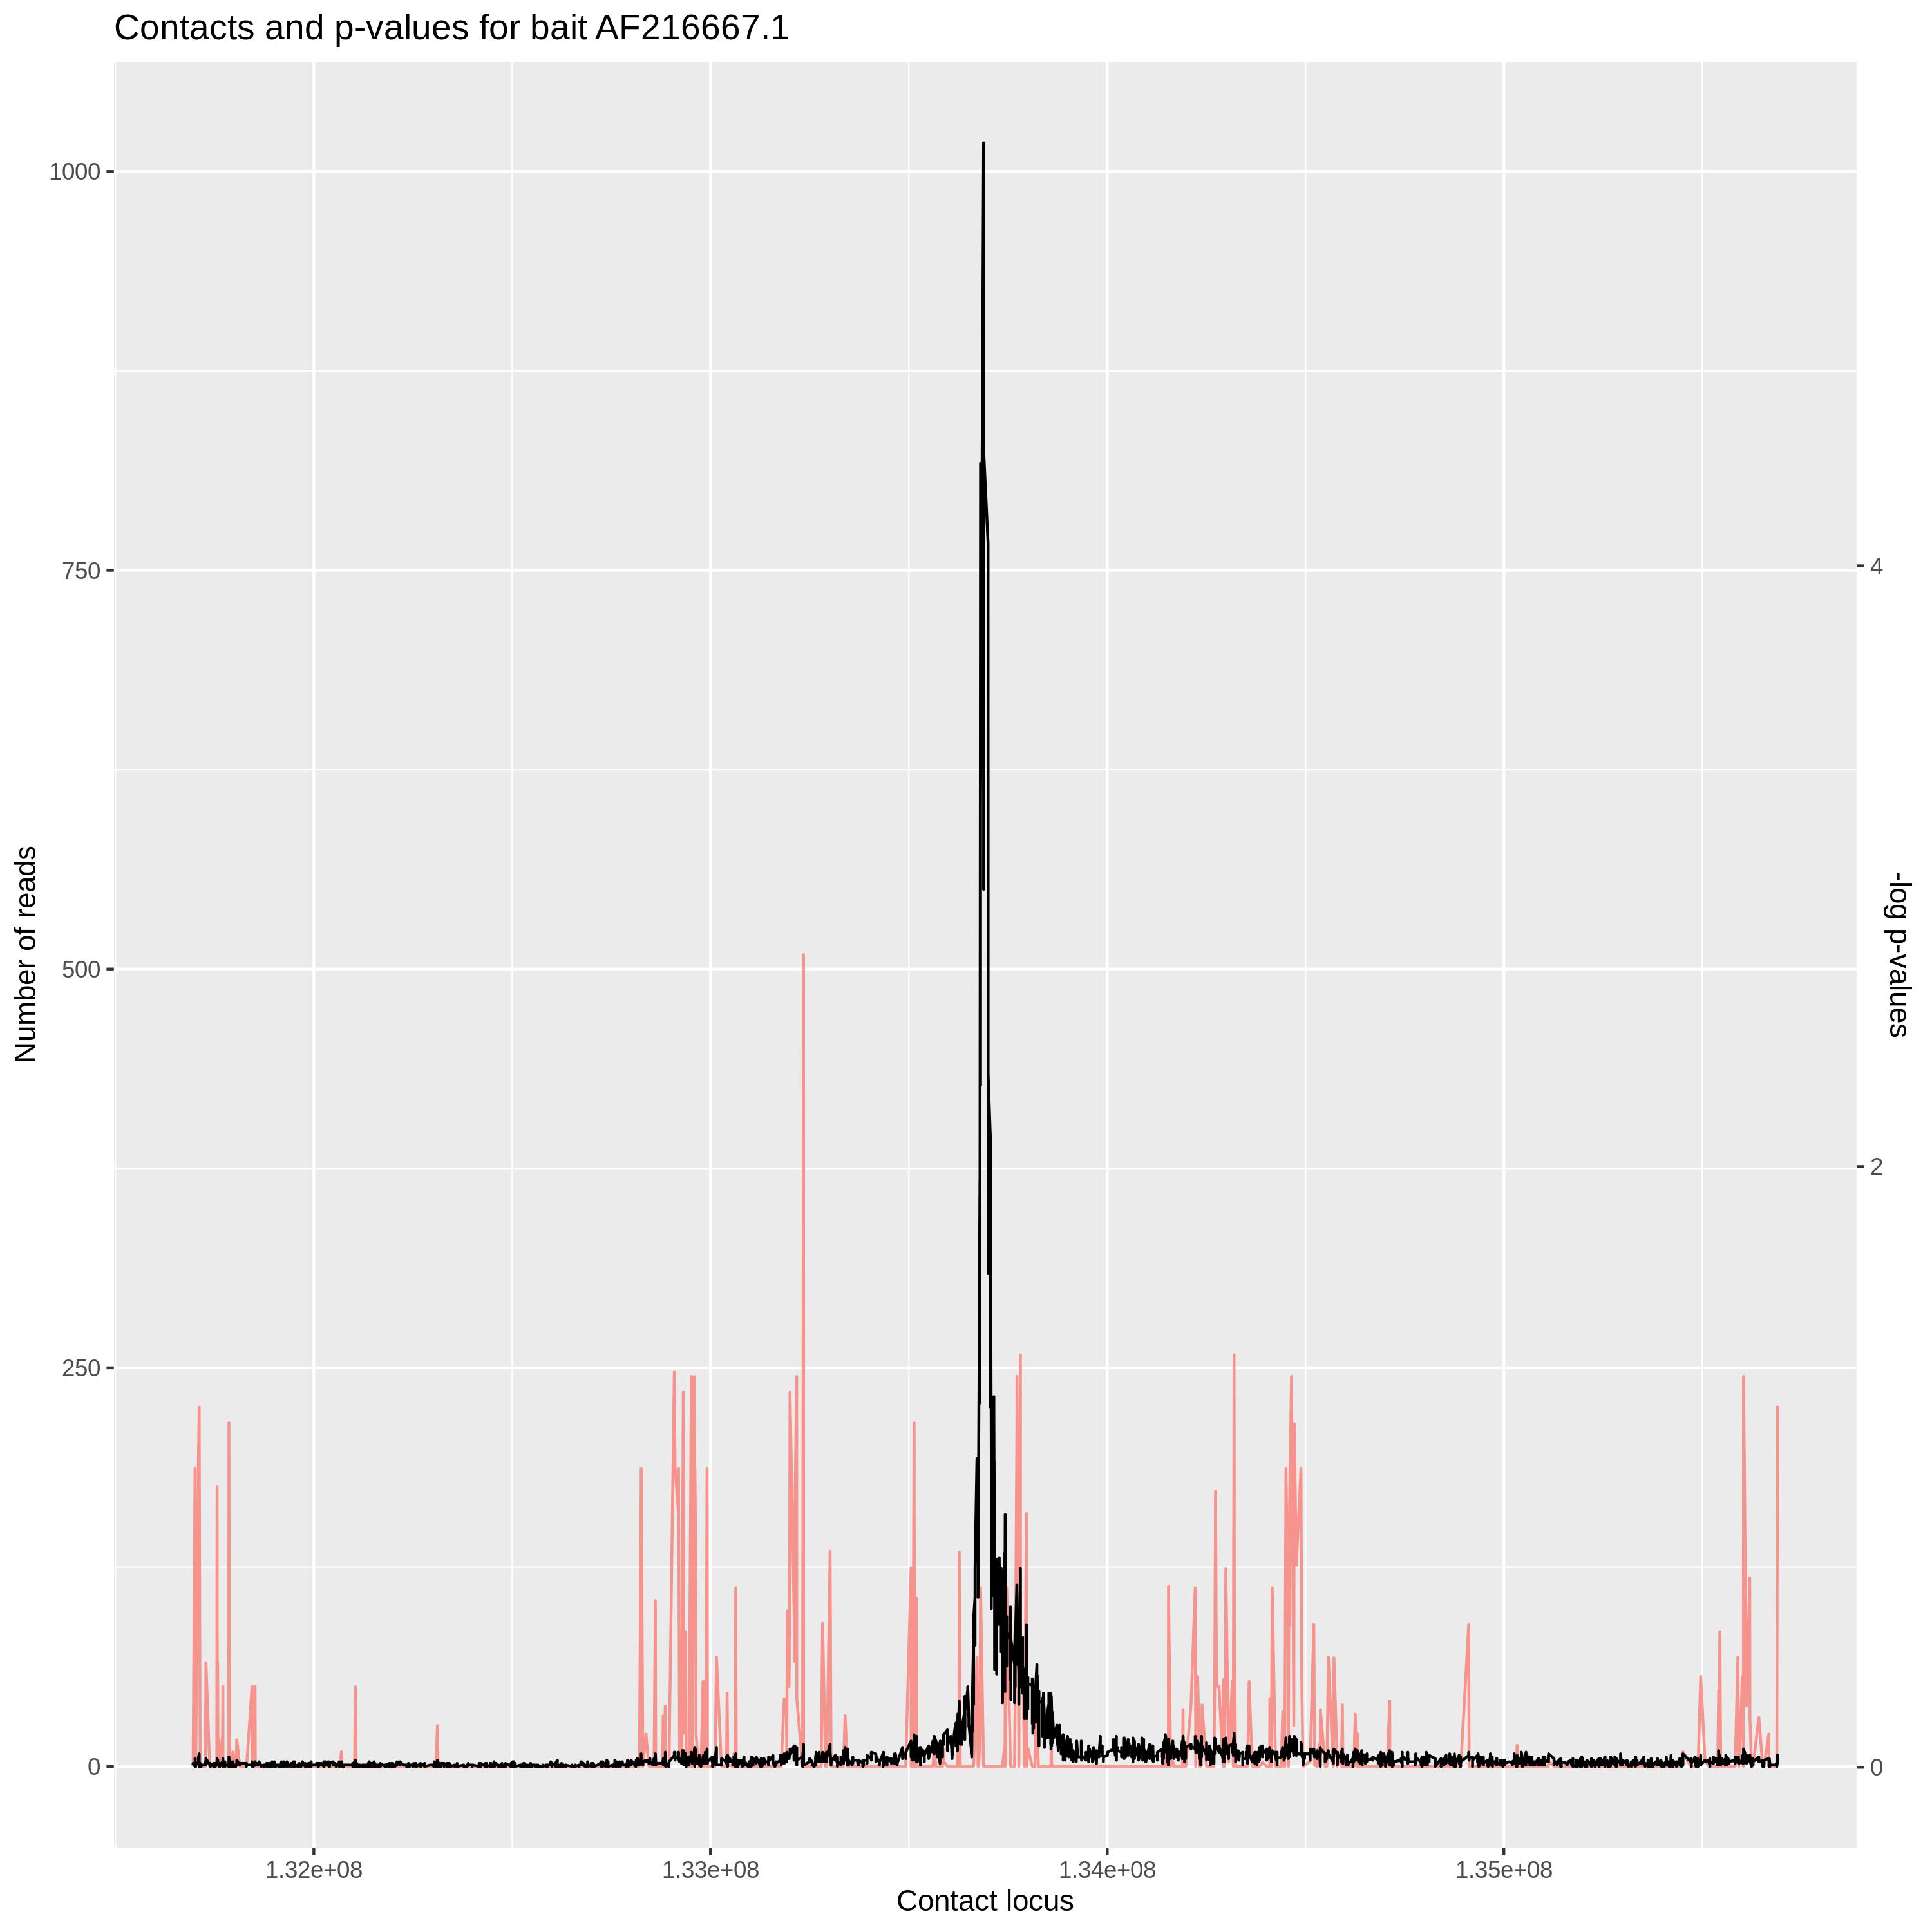 Contacts and p-values for bait AF216667.1
1000
750
500
250
0
Number of reads
4
2
0
-log p-values
1.32e+08
1.33e+08
1.34e+08
1.35e+08
Contact locus